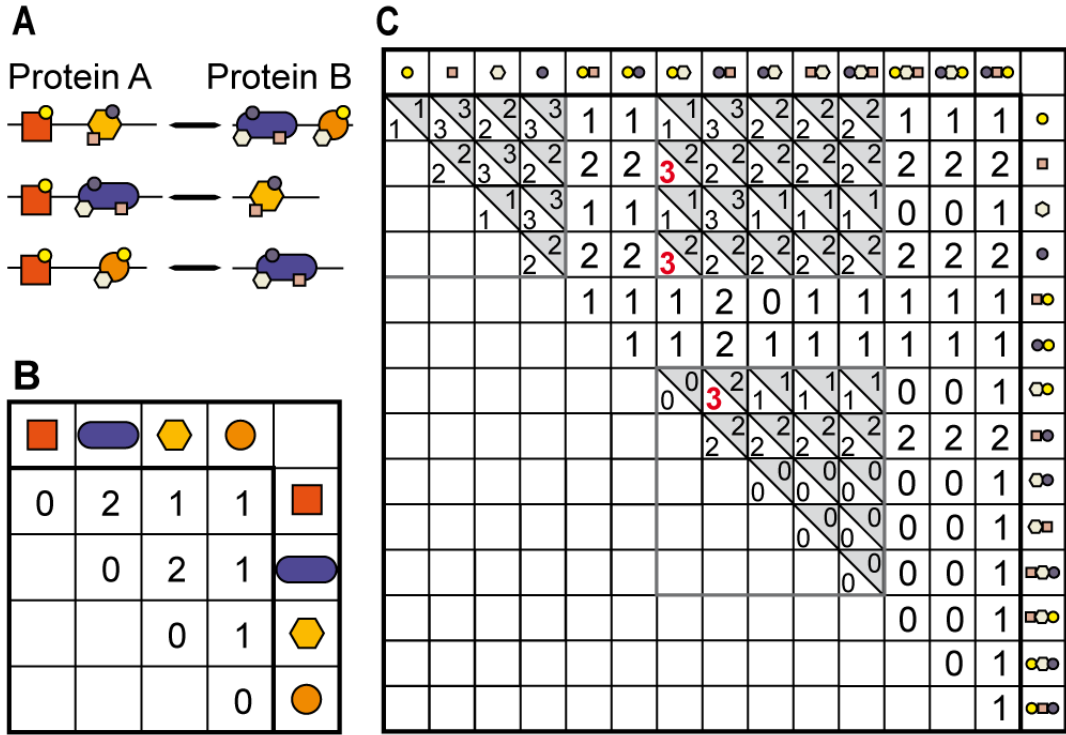 A
Protein A Protein B
B
0 2 1 1
0 2 1
0 1
0
C
1 1 3 3 2 2 3 3 1 1 1 1 3 3 2 2 2 2 2 2 1 1 1
2 2 3 3 2 2 2 2 3 2 2 2 2 2 2 2 2 2 2 2 2
1 1 3 3 1 1 1 1 3 3 1 1 1 1 1 1 0 0 1
2 2 2 2 3 2 2 2 2 2 2 2 2 2 2 2 2
1 1 1 2 0 1 1 1 1 1
1 1 2 1 1 1 1 1 1
0 0 3 2 1 1 1 1 1 1 0 0 1
2 2 2 2 2 2 2 2 2 2 2
0 0 0 0 0 0 0 0 1
0 0 0 0 0 0 1
0 0 0 0 1
0 0 1
0 1
1